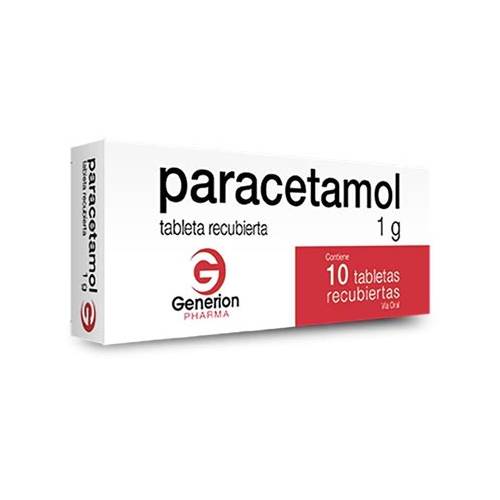 paracetamol
tableta recubierta
1 g
Generion
PHARMA
Contiene
10 tabletas
recubiertas
Vía Oral
paracetamol
tableta recubierta
1 g